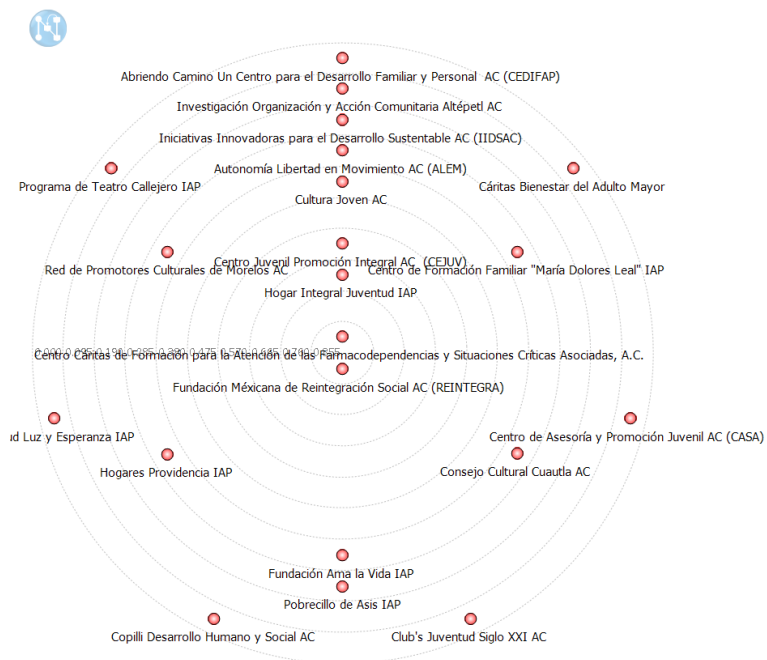 Abriendo Camino Un Centro para el Desarrollo Familiar y Personal AC (CEDIFAP)
Investigación Organización y Acción Comunitaria Altépetl AC
Iniciativas Innovadoras para el Desarrollo Sustentable AC (IIDSAC)
Autonomía Libertad en Movimiento AC (ALEM)
Programa de Teatro Callejero IAP
Cáritas Bienestar del Adulto Mayor
Cultura Joven AC
Centro Juvenil Promoción Integral AC (CEJUV)
Red de Promotores Culturales de Morelos AC
Centro de Formación Familiar "María Dolores Leal" IAP
Hogar Integral Juventud IAP
Centro Cáritas de Formación para la Atención de las Farmacodependencias y Situaciones Críticas Asociadas, A.C.
Fundación Méxicana de Reintegración Social AC (REINTEGRA)
ud Luz y Esperanza IAP
Centro de Asesoría y Promoción Juvenil AC (CASA)
Hogares Providencia IAP
Consejo Cultural Cuautla AC
Fundación Ama la Vida IAP
Pobrecillo de Asis IAP
Copilli Desarrollo Humano y Social AC
Club's Juventud Siglo XXI AC